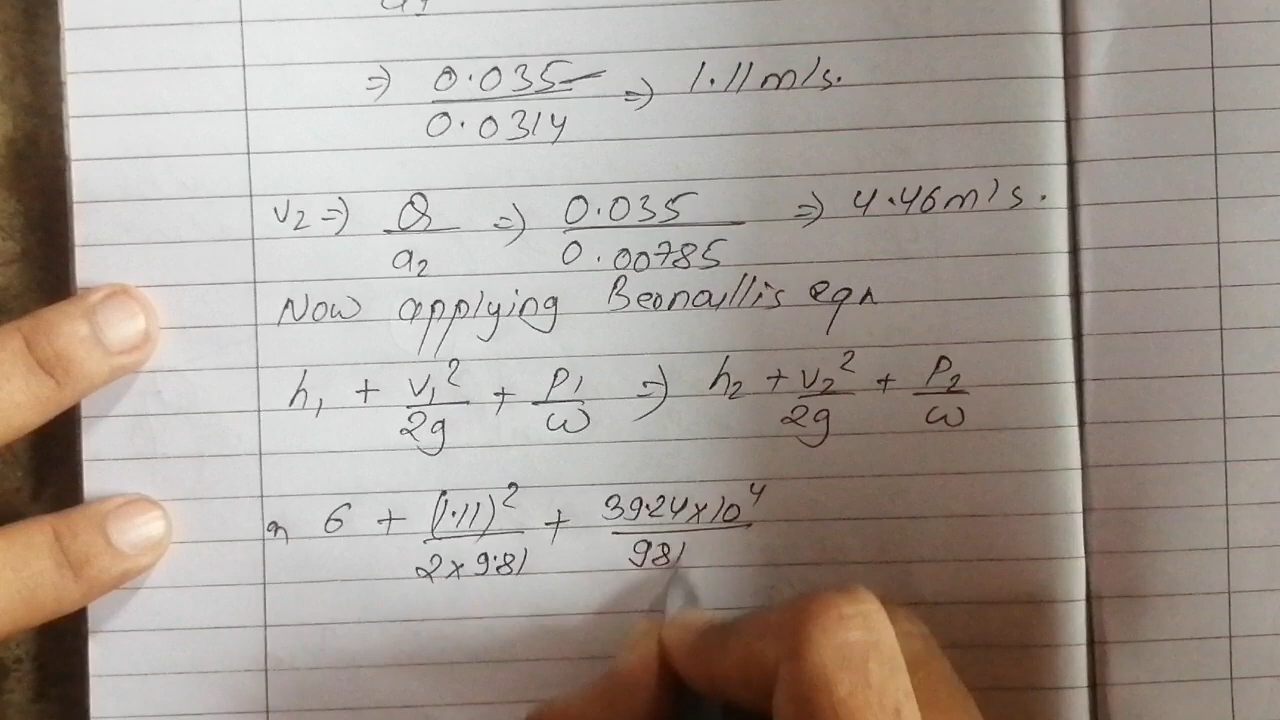 ⇒ 0.035 / 0.0314 ⇒ 1.11 m/s.
v2 ⇒ Q / a2 ⇒ 0.035 / 0.00785 ⇒ 4.46 m/s.
Now applying Beonallis eqn
h1 + v1² / 2g + P1 / ω ⇒ h2 + v2² / 2g + P2 / ω
6 + (1.11)² / 2×9.81 + 39.24×10⁴ / 981